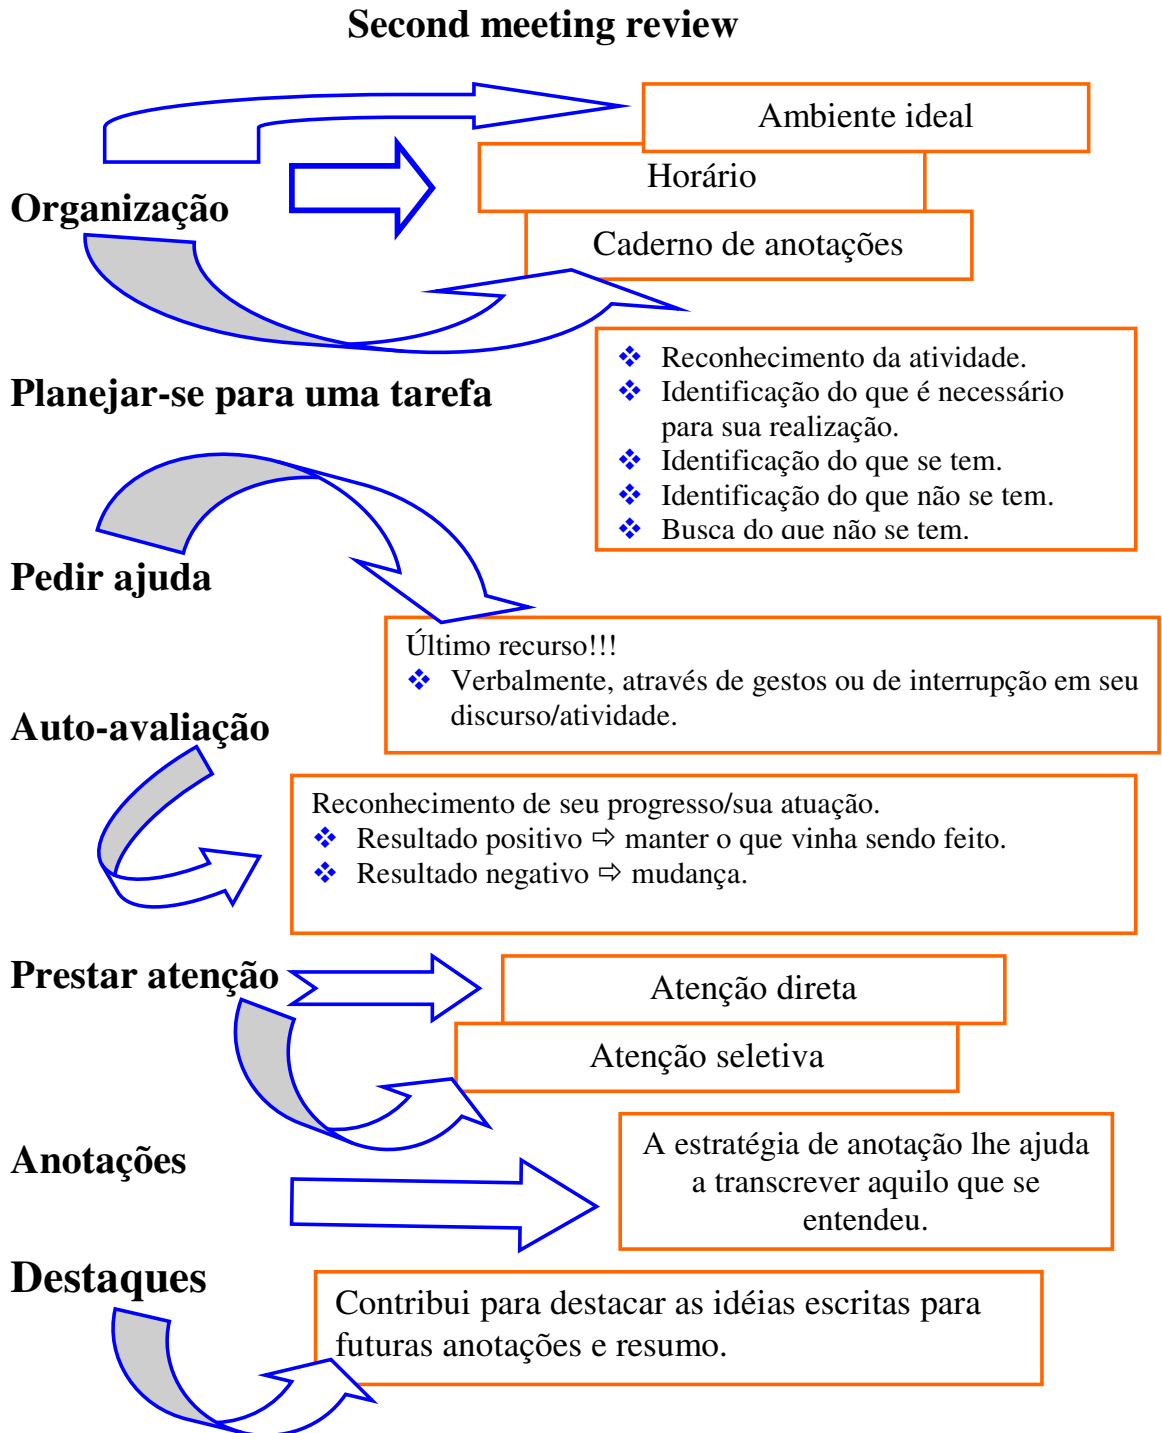 Second meeting review
Ambiente ideal
Horário
Organização
Caderno de anotações
Planejar-se para uma tarefa
❖ Reconhecimento da atividade.
❖ Identificação do que é necessário
para sua realização.
❖ Identificação do que se tem.
❖ Identificação do que não se tem.
❖ Busca do que não se tem.
Pedir ajuda
Último recurso!!!
❖ Verbalmente, através de gestos ou de interrupção em seu
discurso/atividade.
Auto-avaliação
Reconhecimento de seu progresso/sua atuação.
❖ Resultado positivo ⇨ manter o que vinha sendo feito.
❖ Resultado negativo ⇨ mudança.
Prestar atenção
Atenção direta
Atenção seletiva
Anotações
A estratégia de anotação lhe ajuda
a transcrever aquilo que se
entendeu.
Destaques
Contribui para destacar as idéias escritas para
futuras anotações e resumo.